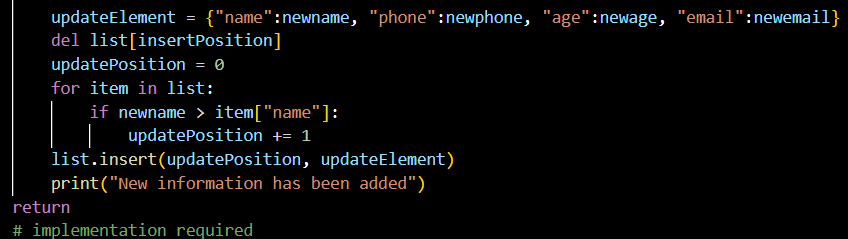 updateElement = {"name":newname, "phone":newphone, "age":newage, "email":newemail}
del list[insertPosition]
updatePosition = 0
for item in list:
if newname > item["name"]:
updatePosition += 1
list.insert(updatePosition, updateElement)
print("New information has been added")
return
# implementation required